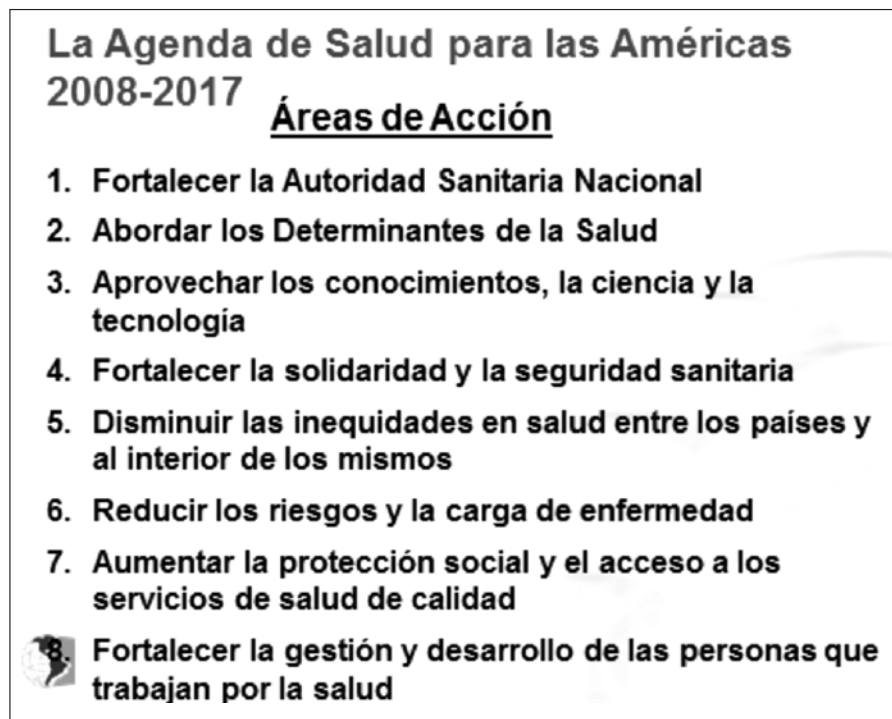 La Agenda de Salud para las Américas
2008-2017
Áreas de Acción
1. Fortalecer la Autoridad Sanitaria Nacional
2. Abordar los Determinantes de la Salud
3. Aprovechar los conocimientos, la ciencia y la
tecnología
4. Fortalecer la solidaridad y la seguridad sanitaria
5. Disminuir las inequidades en salud entre los países y
al interior de los mismos
6. Reducir los riesgos y la carga de enfermedad
7. Aumentar la protección social y el acceso a los
servicios de salud de calidad
8. Fortalecer la gestión y desarrollo de las personas que
trabajan por la salud